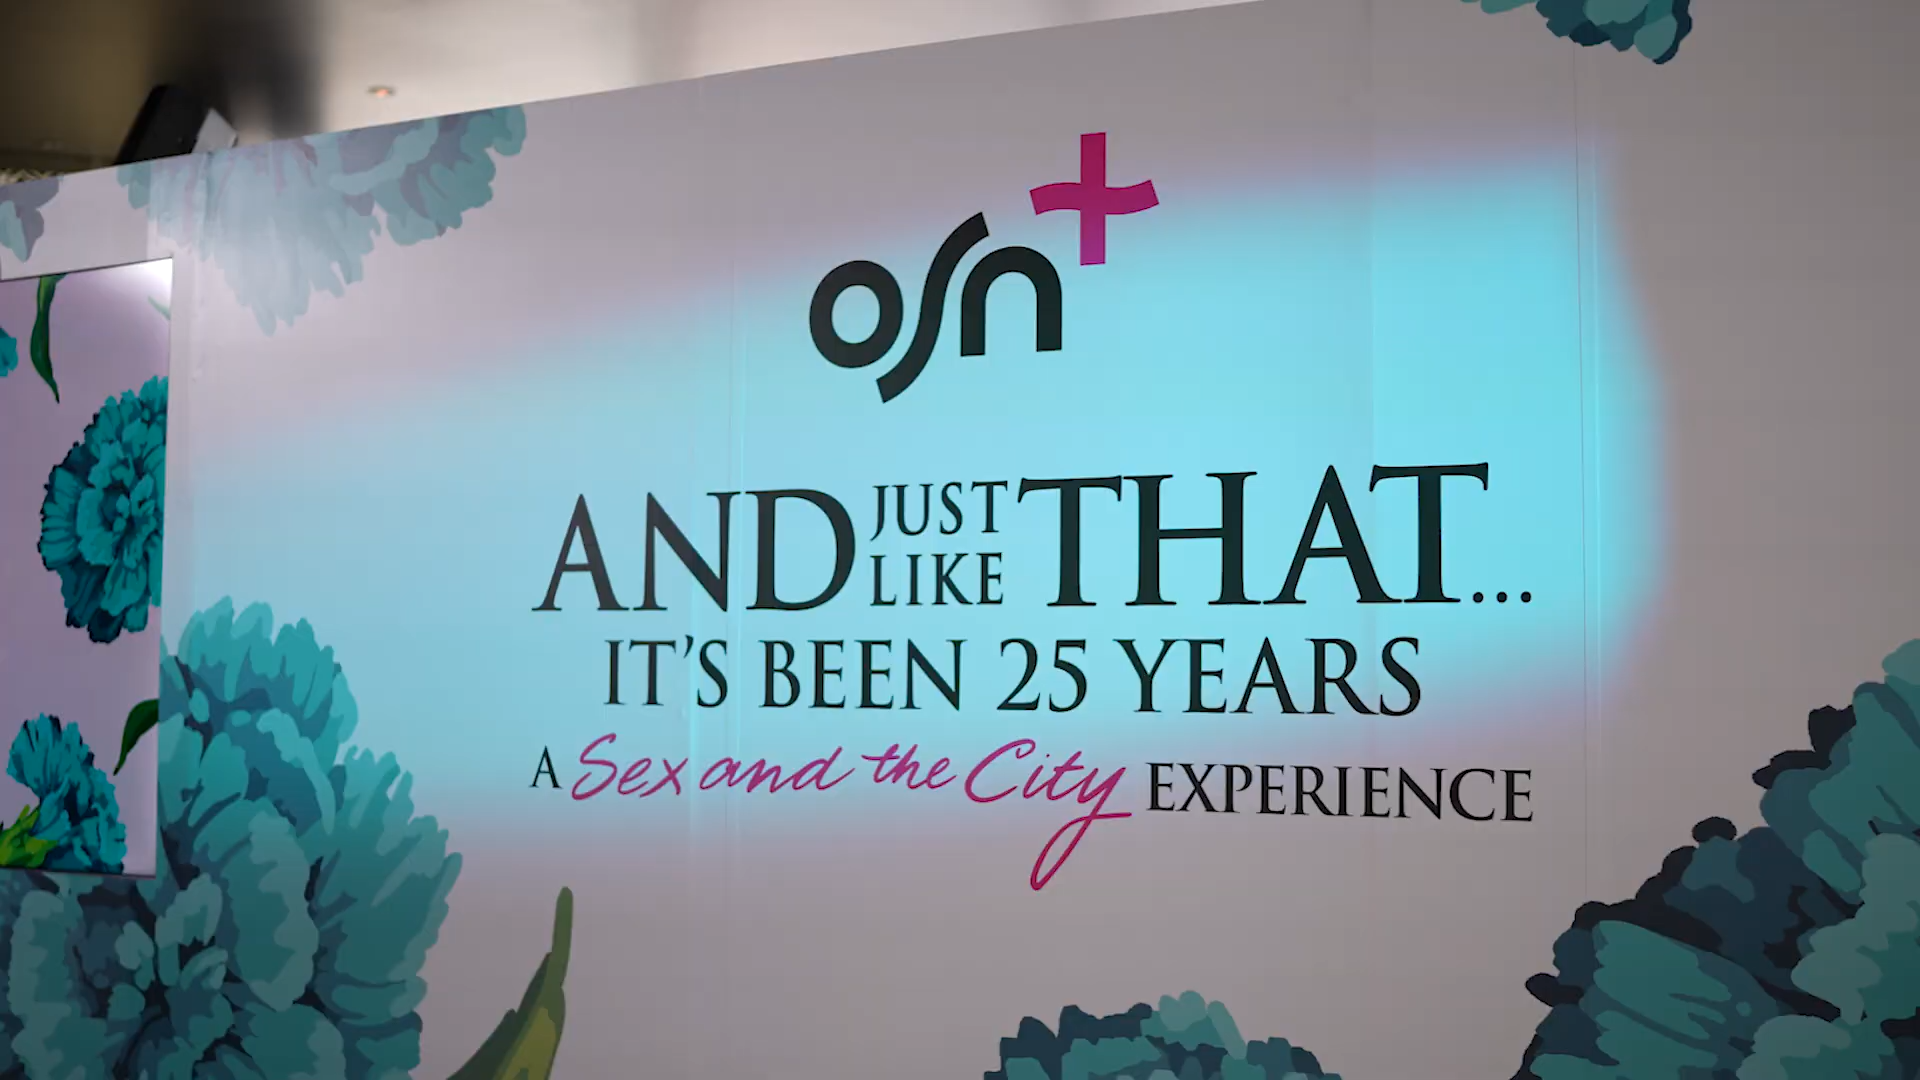 osn+
AND JUST LIKE THAT...
IT'S BEEN 25 YEARS
A Sex and the City EXPERIENCE